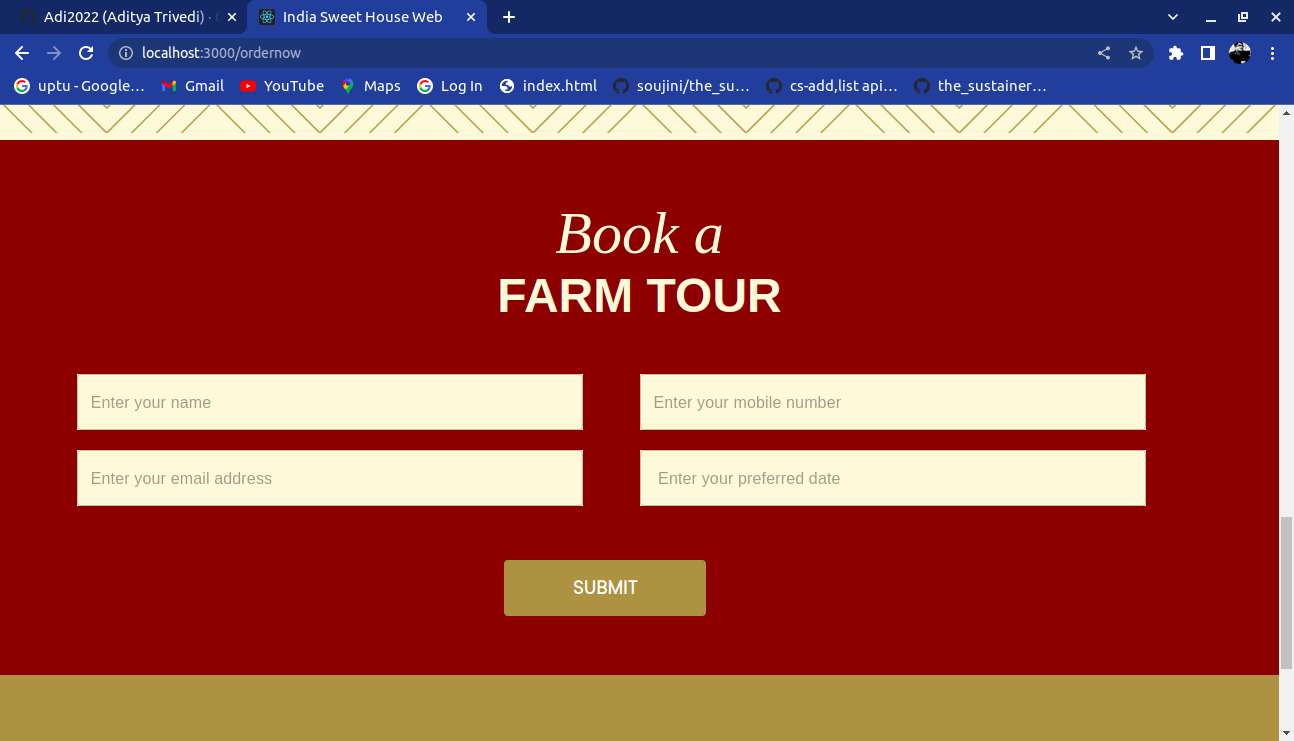 Adi2022 (Aditya Trivedi) ·
India Sweet House Web
localhost:3000/ordernow
uptu - Google…
Gmail
YouTube
Maps
Log In
index.html
soujini/the_su…
cs-add,list api…
the_sustainer…
Book a
FARM TOUR
Enter your name
Enter your mobile number
Enter your email address
Enter your preferred date
SUBMIT